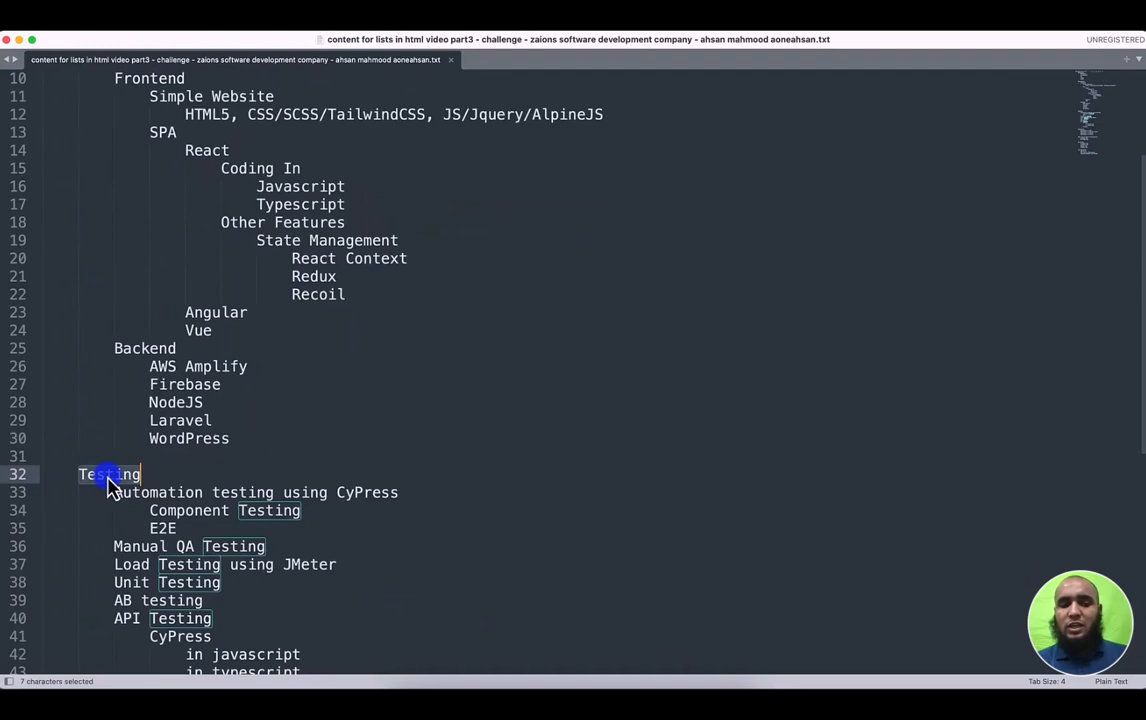 content for lists in html video part3 - challenge - zaions software development company - ahsan mahmood aoneahsan.txt
UNREGISTERED
content for lists in html video part3 - challenge - zaions software development company - ahsan mahmood aoneahsan.txt
10 Frontend
11 Simple Website
12 HTML5, CSS/SCSS/TailwindCSS, JS/Jquery/AlpineJS
13 SPA
14 React
15 Coding In
16 Javascript
17 Typescript
18 Other Features
19 State Management
20 React Context
21 Redux
22 Recoil
23 Angular
24 Vue
25 Backend
26 AWS Amplify
27 Firebase
28 NodeJS
29 Laravel
30 WordPress
31
32 Testing
33 Automation testing using CyPress
34 Component Testing
35 E2E
36 Manual QA Testing
37 Load Testing using JMeter
38 Unit Testing
39 AB testing
40 API Testing
41 CyPress
42 in javascript
43 in typescript
7 characters selected
Tab Size: 4
Plain Text